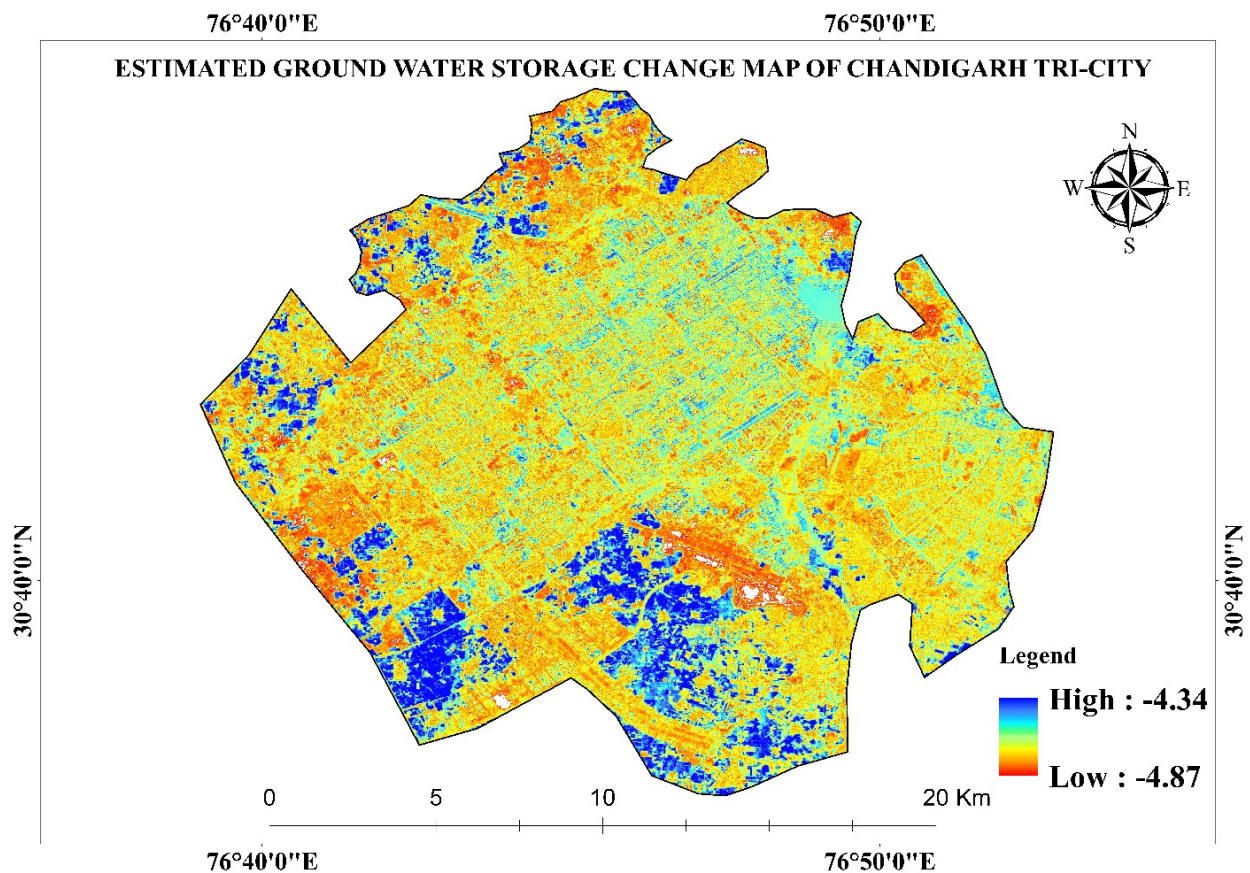 76°40'0"E 76°50'0"E
ESTIMATED GROUND WATER STORAGE CHANGE MAP OF CHANDIGARH TRI-CITY
N
W E
S
30°40'0"N 30°40'0"N
Legend
High : -4.34
Low : -4.87
0 5 10 20 Km
76°40'0"E 76°50'0"E